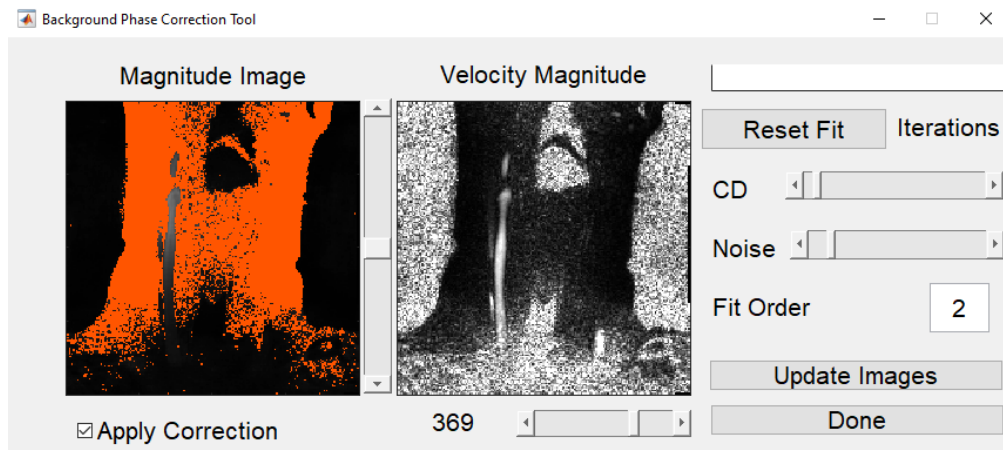 Background Phase Correction Tool
Magnitude Image
Velocity Magnitude
Reset Fit
Iterations
CD
Noise
Fit Order
2
Update Images
369
Done
Apply Correction